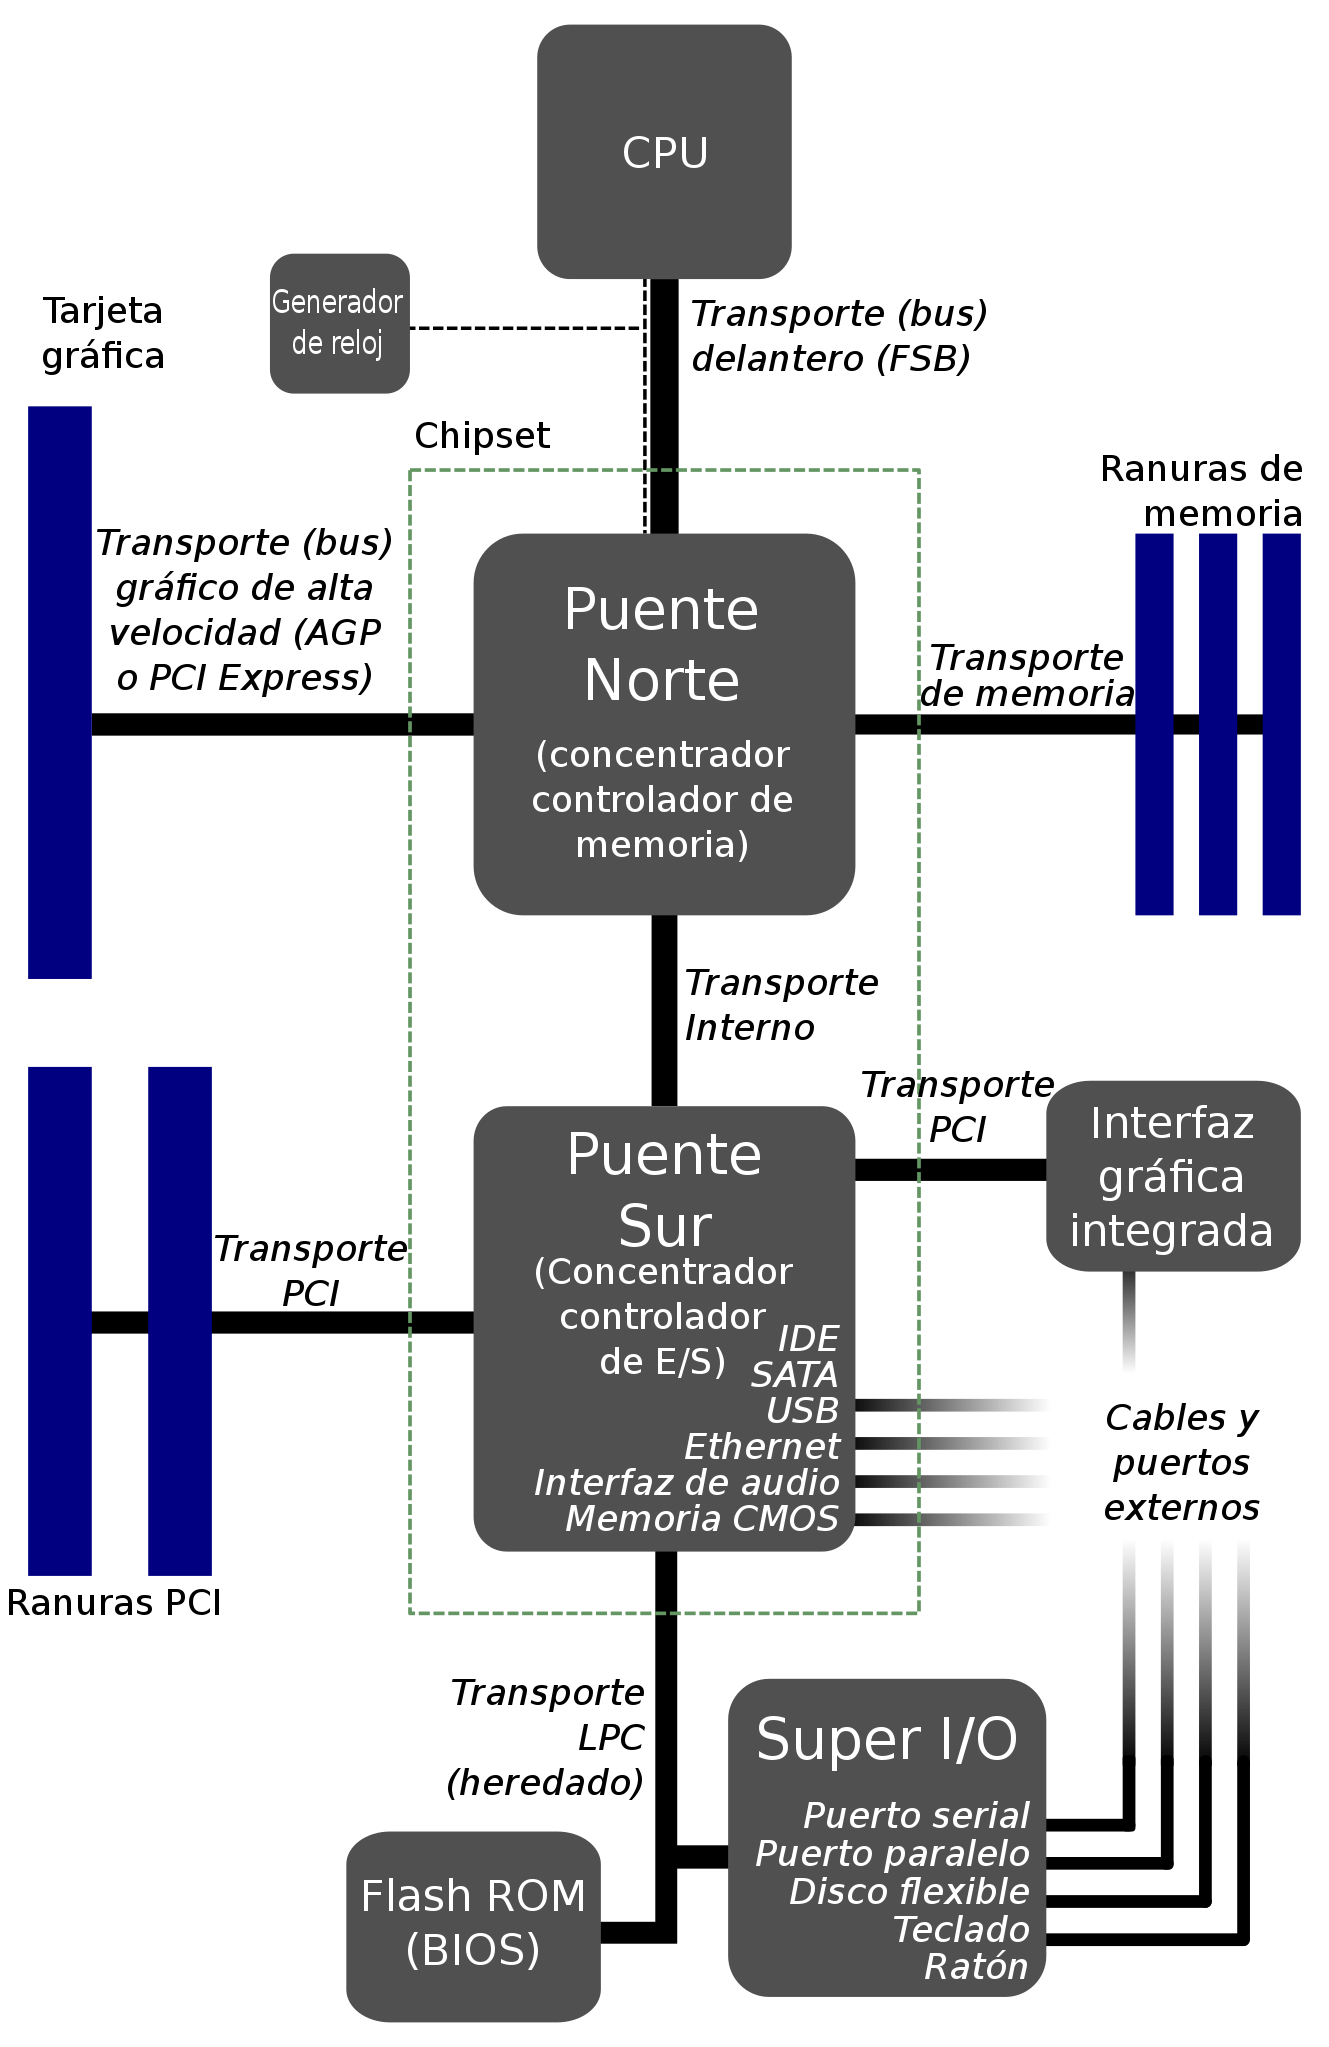 CPU
Generador
de reloj
Tarjeta
gráfica
Transporte (bus)
delantero (FSB)
Chipset
Ranuras de
memoria
Transporte (bus)
gráfico de alta
velocidad (AGP
o PCI Express)
Puente
Norte
(concentrador
controlador de
memoria)
Transporte
de memoria
Transporte
Interno
Transporte
PCI
Interfaz
gráfica
integrada
Puente
Sur
(Concentrador
controlador
de E/S)
IDE
SATA
USB
Ethernet
Interfaz de audio
Memoria CMOS
Transporte
PCI
Ranuras PCI
Cables y
puertos
externos
Transporte
LPC
(heredado)
Super I/O
Puerto serial
Puerto paralelo
Disco flexible
Teclado
Ratón
Flash ROM
(BIOS)